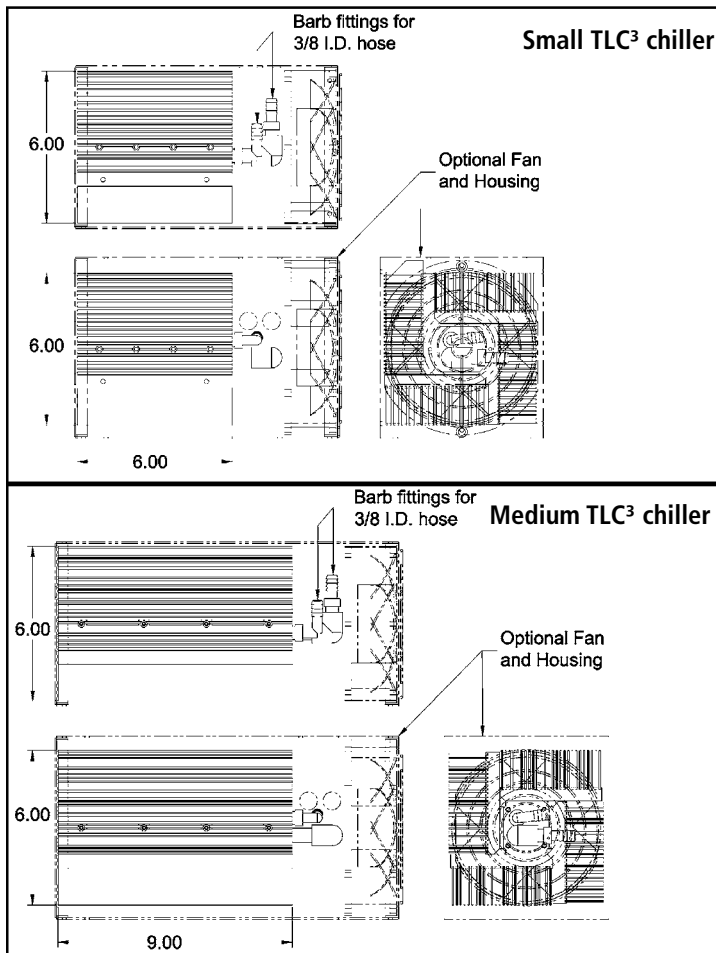 Barb fittings for
3/8 I.D. hose
Small TLC³ chiller
6.00
Optional Fan
and Housing
6.00
6.00
Barb fittings for
3/8 I.D. hose
Medium TLC³ chiller
6.00
Optional Fan
and Housing
6.00
9.00